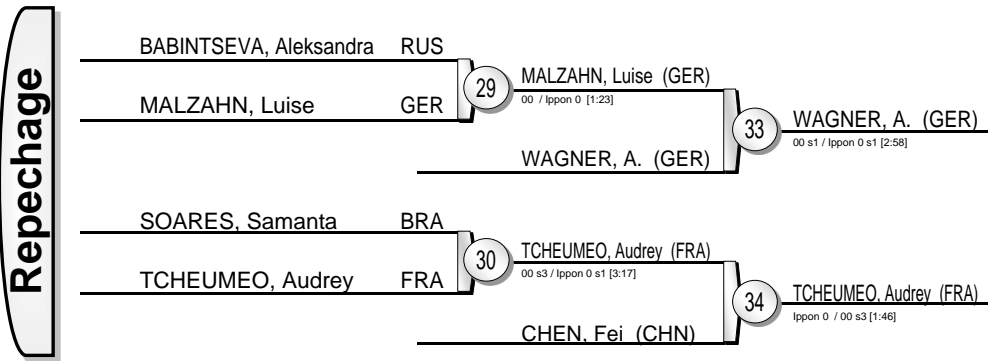 Repechage
BABINTSEVA, Aleksandra RUS
MALZAHN, Luise GER
29
MALZAHN, Luise (GER)
00 / Ippon 0 [1:23]
WAGNER, A. (GER)
33
WAGNER, A. (GER)
00 s1 / Ippon 0 s1 [2:58]
SOARES, Samanta BRA
TCHEUMEO, Audrey FRA
30
TCHEUMEO, Audrey (FRA)
00 s3 / Ippon 0 s1 [3:17]
CHEN, Fei (CHN)
34
TCHEUMEO, Audrey (FRA)
Ippon 0 / 00 s3 [1:46]